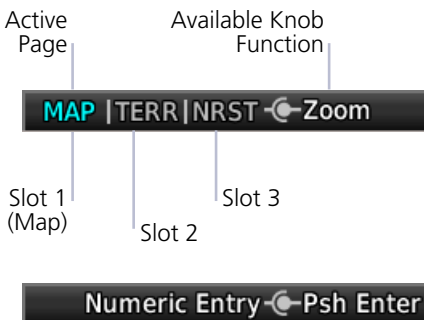 Active
Page
Available Knob
Function
MAP |TERR|NRST Zoom
Slot 1
(Map)
Slot 2
Slot 3
Numeric Entry Psh Enter